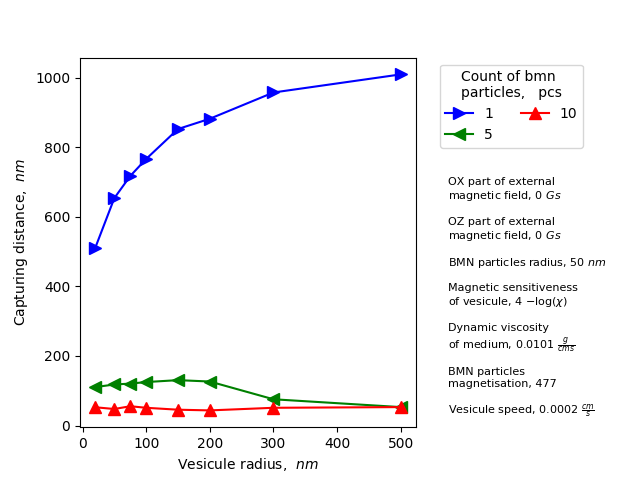 Count of bmn
particles, pcs
1
10
5
1000
800
600
400
200
0
Capturing distance, nm
0 100 200 300 400 500
Vesicule radius, nm
OX part of external
magnetic field, 0 Gs
OZ part of external
magnetic field, 0 Gs
BMN particles radius, 50 nm
Magnetic sensitiveness
of vesicule, 4 −log(χ)
Dynamic viscosity
of medium, 0.0101 g/cms
BMN particles
magnetisation, 477
Vesicule speed, 0.0002 cm/s